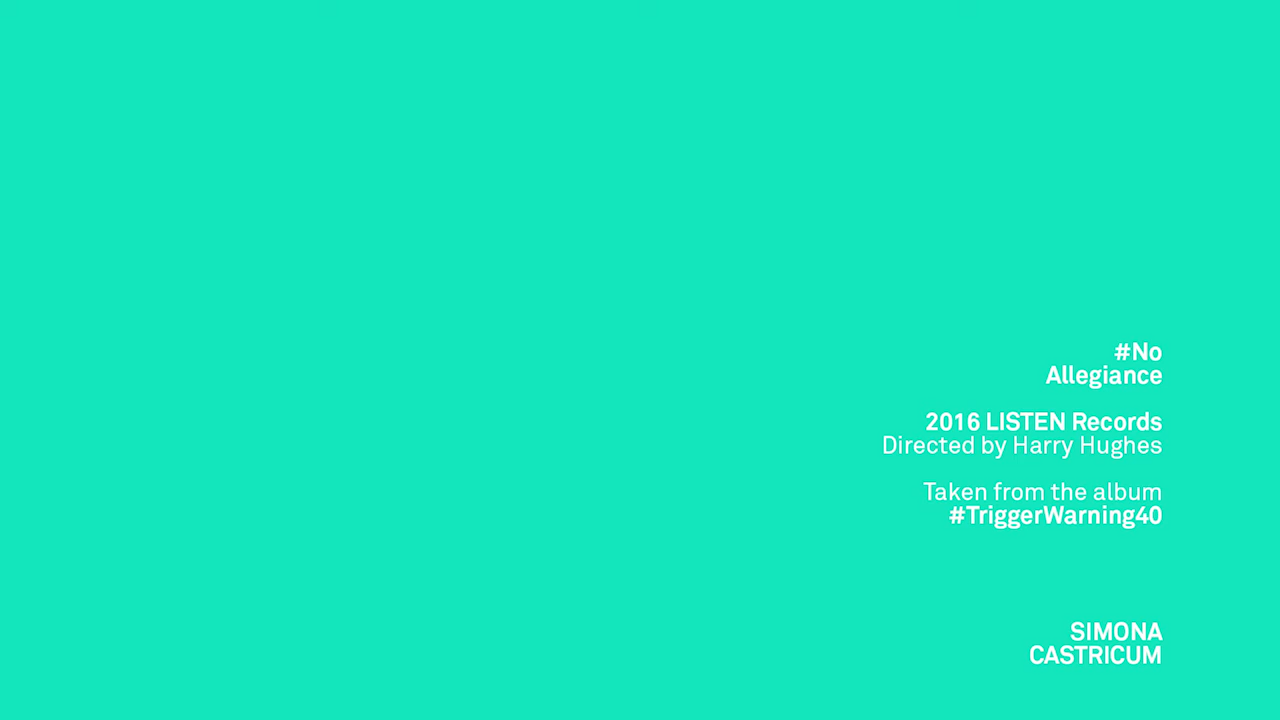 #No
Allegiance
2016 LISTEN Records
Directed by Harry Hughes
Taken from the album
#TriggerWarning40
SIMONA
CASTRICUM